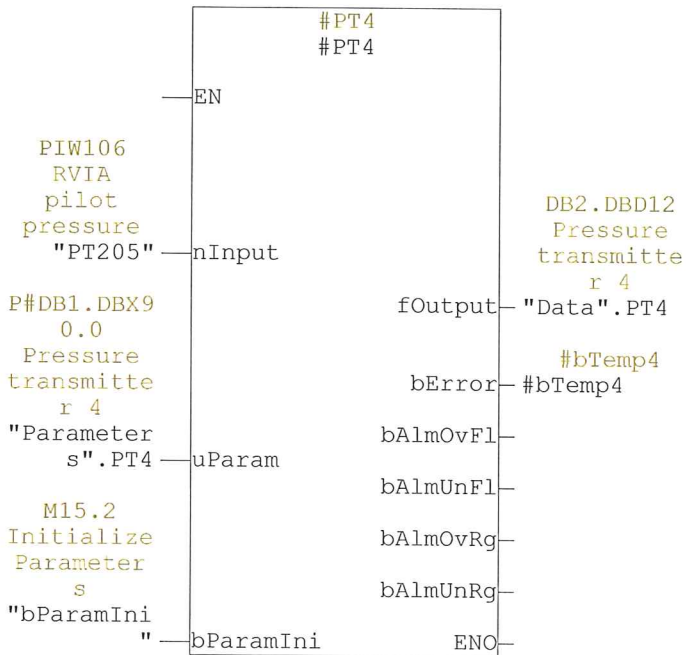 #PT4
#PT4
EN
PIW106
RVIA
pilot
pressure
"PT205"
nInput
P#DB1.DBX9
0.0
Pressure
transmitte
r 4
"Parameter
s".PT4
uParam
M15.2
Initialize
Parameter
s
"bParamIni
"
bParamIni
DB2.DBD12
Pressure
transmitte
r 4
fOutput
"Data".PT4
#bTemp4
bError
#bTemp4
bAlmOvFl
bAlmUnFl
bAlmOvRg
bAlmUnRg
ENO